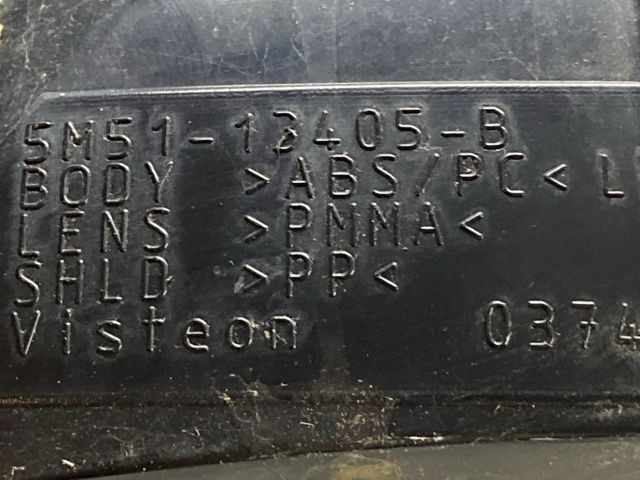 5M51-13405-B
BODY >ABS/PC< L
LENS >PMMA<
SHLD >PP<
Visteon 0374